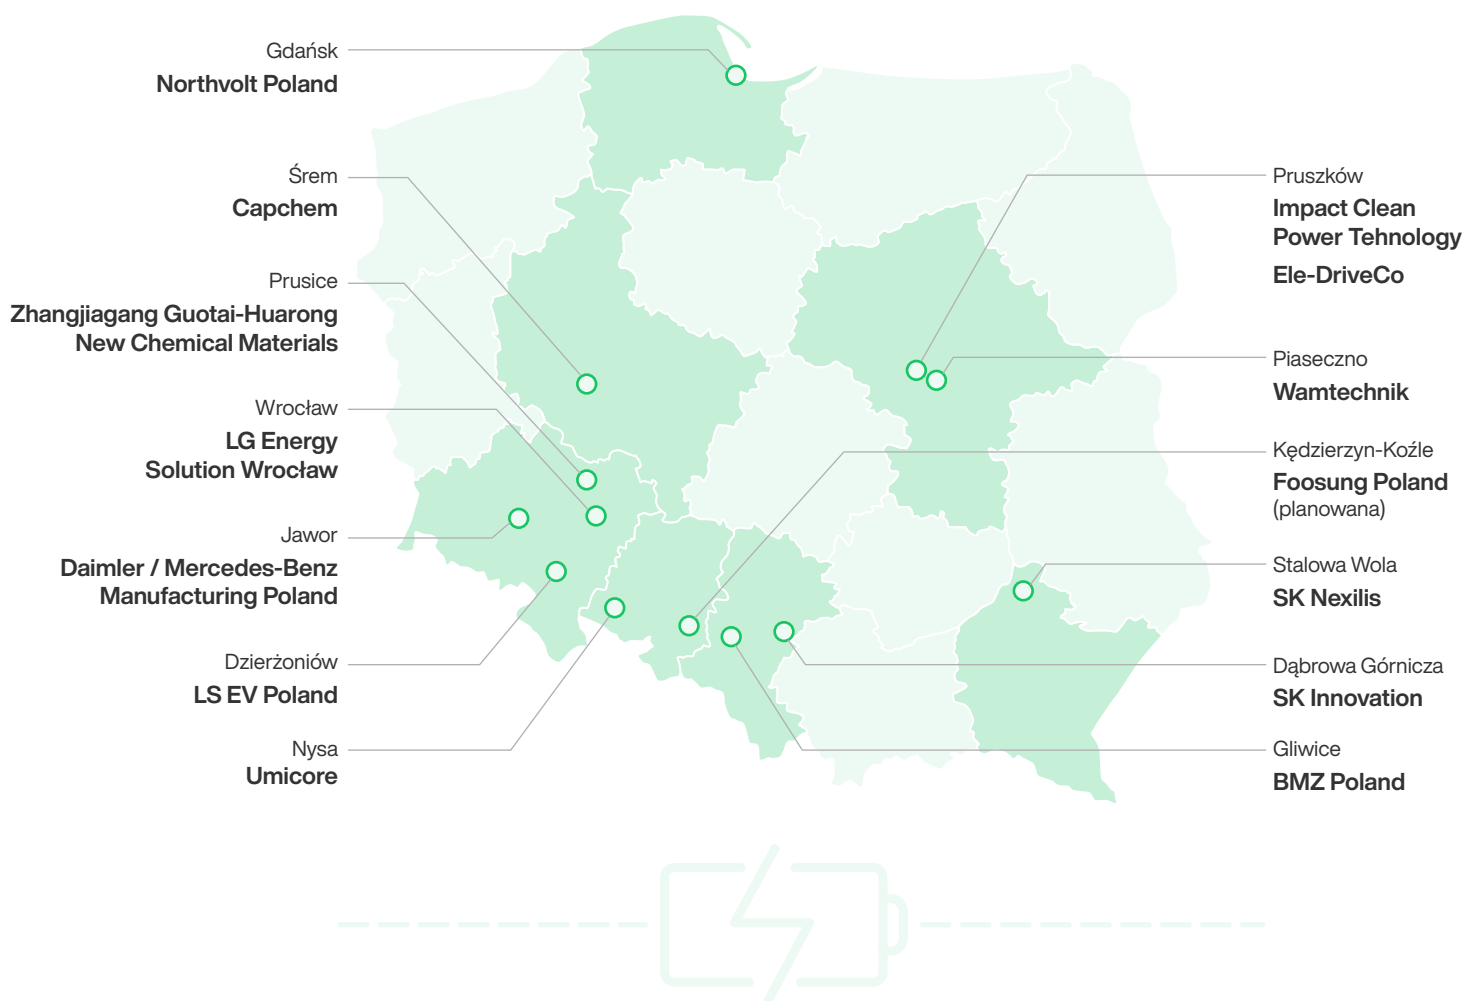 Gdańsk
Northvolt Poland
Śrem
Capchem
Prusice
Zhangjiagang Guotai-Huarong
New Chemical Materials
Wrocław
LG Energy
Solution Wrocław
Jawor
Daimler / Mercedes-Benz
Manufacturing Poland
Dzierżoniów
LS EV Poland
Nysa
Umicore
Pruszków
Impact Clean
Power Tehnology
Ele-DriveCo
Piaseczno
Wamtechnik
Kędzierzyn-Koźle
Foosung Poland
(planowana)
Stalowa Wola
SK Nexilis
Dąbrowa Górnicza
SK Innovation
Gliwice
BMZ Poland